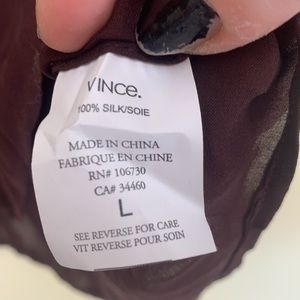 VINCE.
100% SILK/SOIE
MADE IN CHINA
FABRIQUE EN CHINE
RN# 106730
CA# 34460
L
SEE REVERSE FOR CARE
VIT REVERSE POUR SOIN